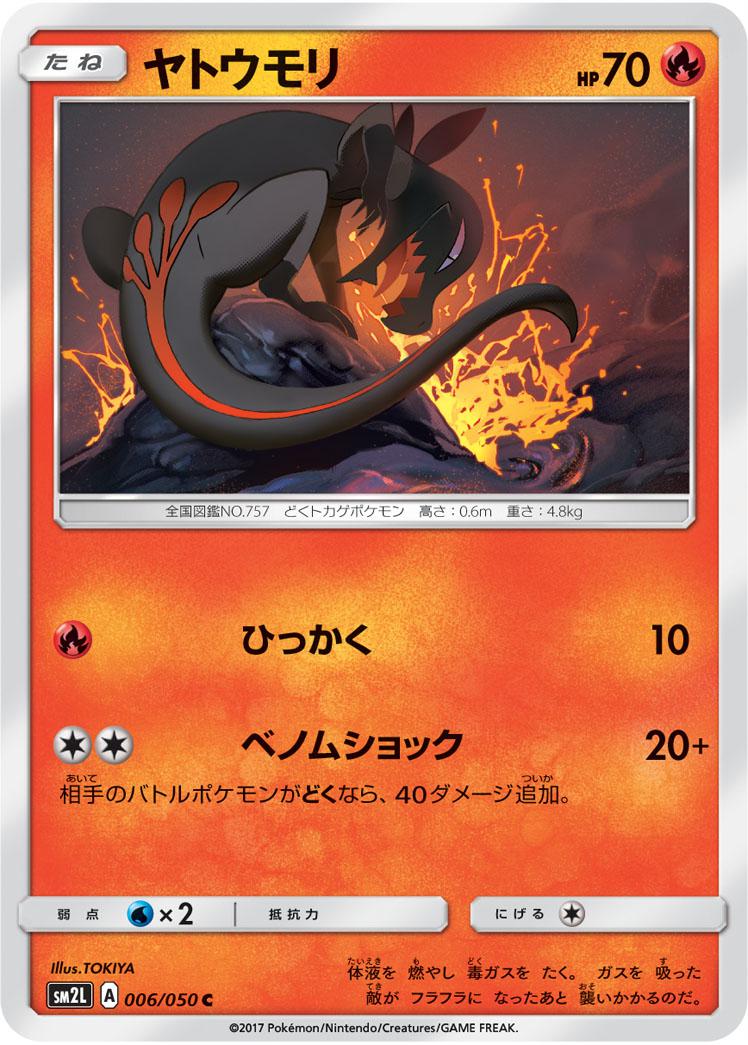 たね ヤトウモリ HP70
全国図鑑NO.757 どくトカゲポケモン 高さ:0.6m 重さ:4.8kg
ひっかく 10
ベノムショック 20+
あいて ついか
相手のバトルポケモンがどくなら、40ダメージ追加。
弱点 ×2 抵抗力 にげる
Illus.TOKIYA
たいえき も どく す
体液を 燃やし 毒ガスを たく。 ガスを 吸った
てき おそ
敵が フラフラに なったあと 襲いかかるのだ。
SM2L A 006/050 C
©2017 Pokémon/Nintendo/Creatures/GAME FREAK.